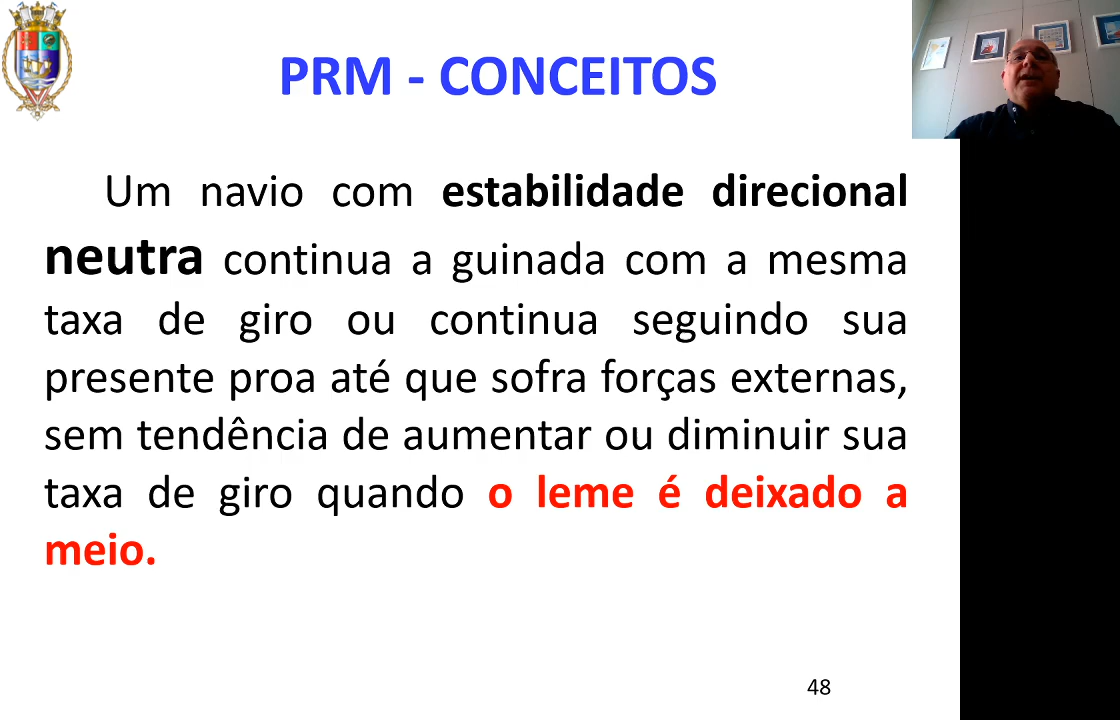 PRM - CONCEITOS
Um navio com estabilidade direcional
neutra continua a guinada com a mesma
taxa de giro ou continua seguindo sua
presente proa até que sofra forças externas,
sem tendência de aumentar ou diminuir sua
taxa de giro quando o leme é deixado a
meio.
48